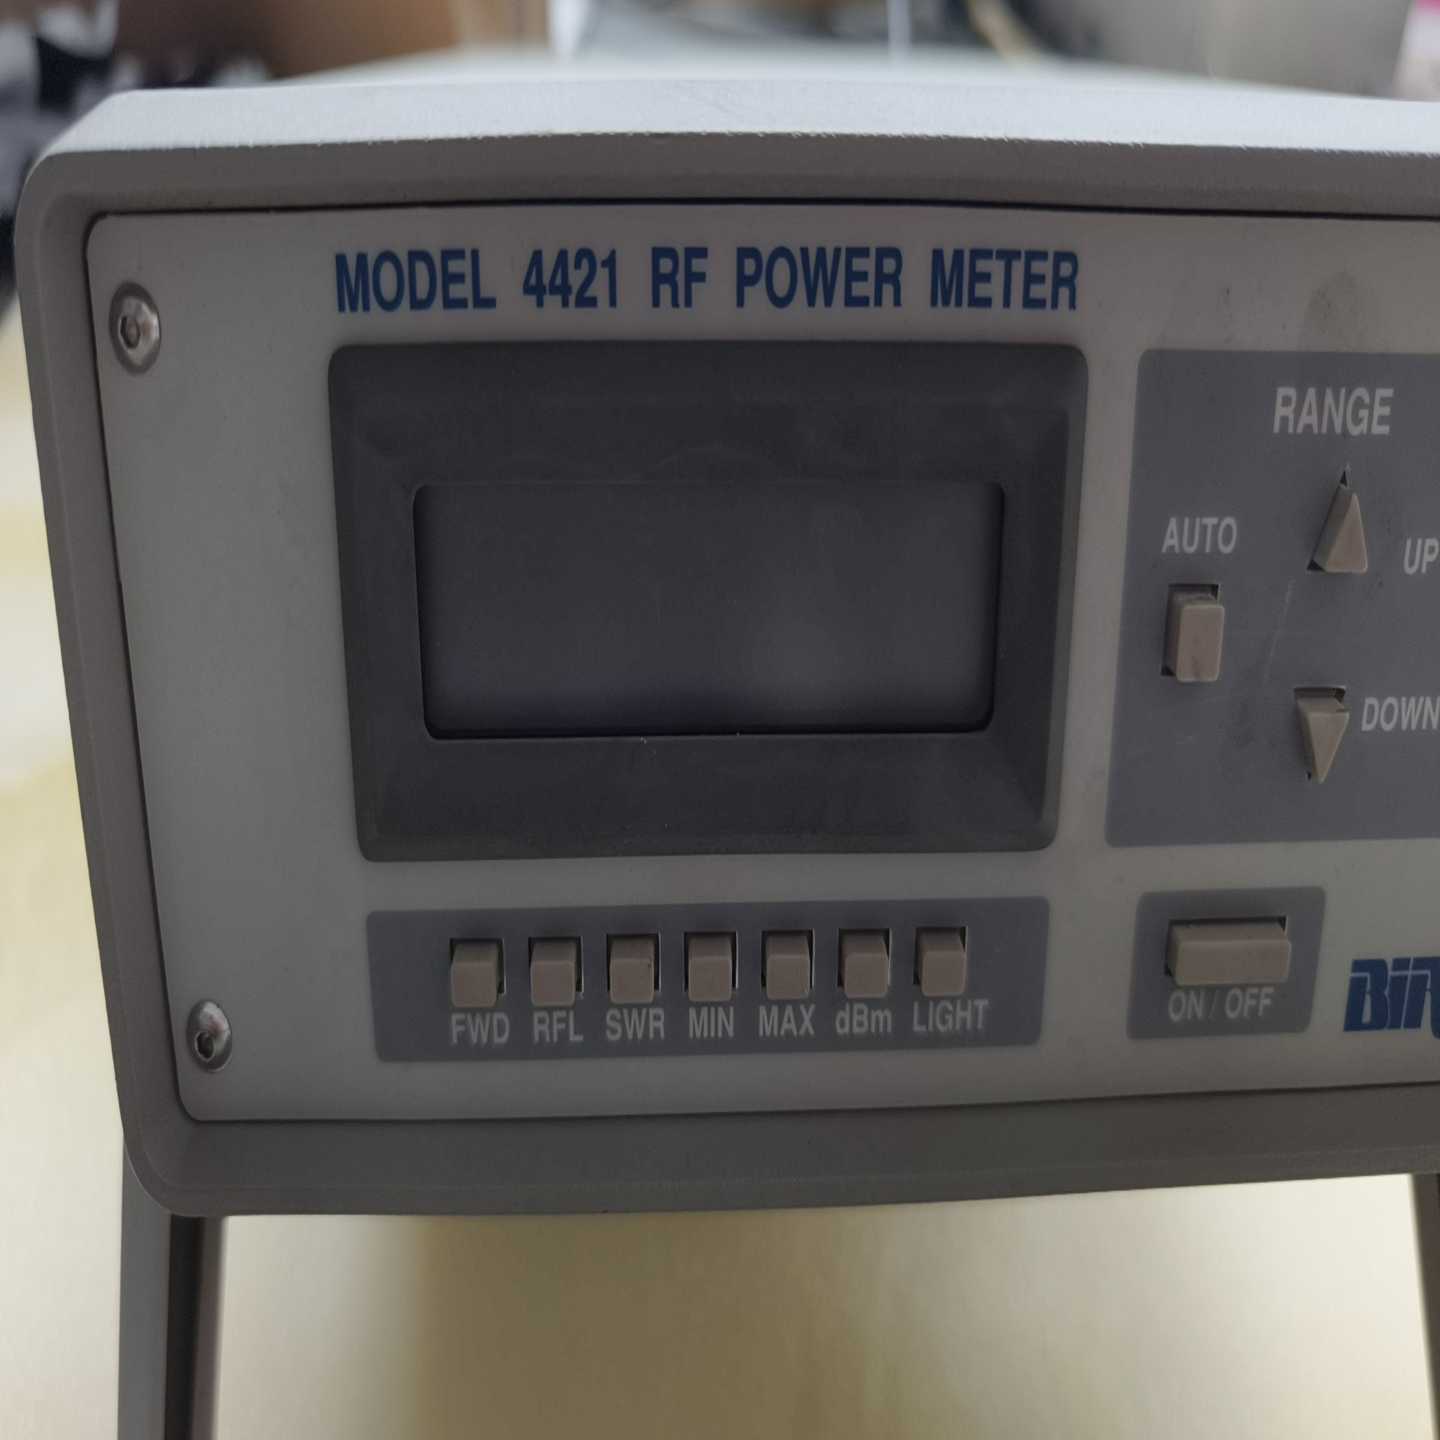 MODEL 4421 RF POWER METER
RANGE
AUTO
UP
DOWN
FWD RFL SWR MIN MAX dBm LIGHT
ON / OFF